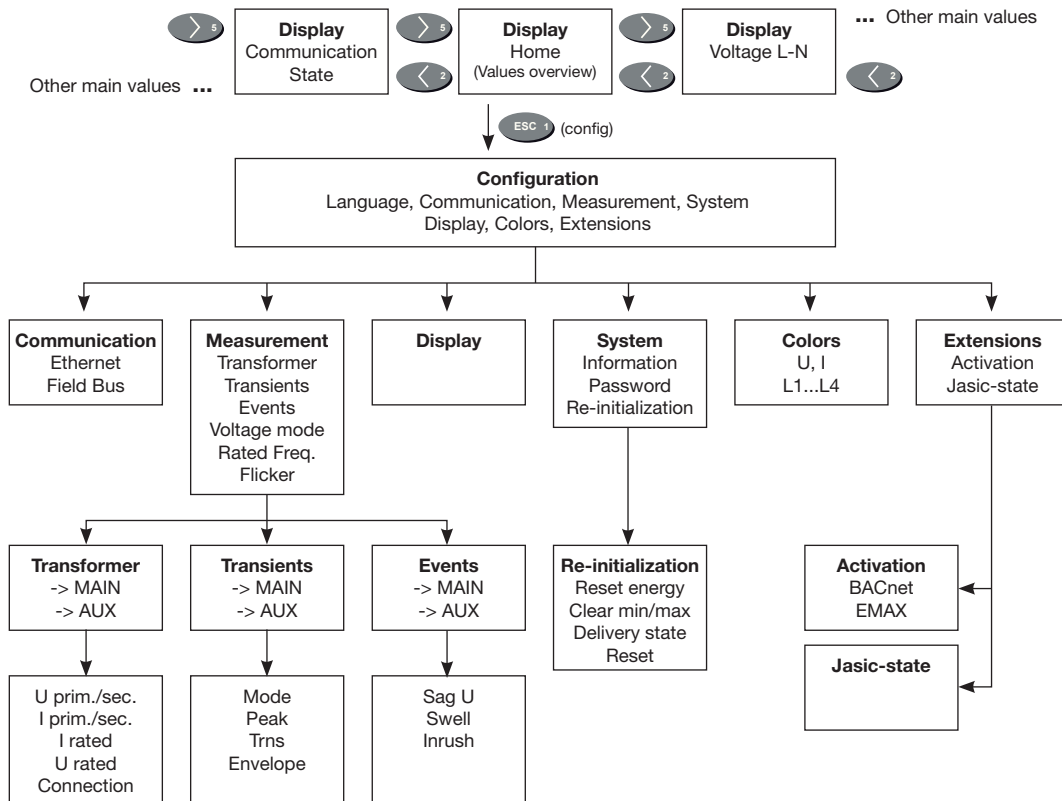 5
Display
Communication
State
5
2
Display
Home
(Values overview)
5
2
Display
Voltage L-N
... Other main values
2
Other main values ...
ESC 1 (config)
Configuration
Language, Communication, Measurement, System
Display, Colors, Extensions
Communication
Ethernet
Field Bus
Measurement
Transformer
Transients
Events
Voltage mode
Rated Freq.
Flicker
Display
System
Information
Password
Re-initialization
Colors
U, I
L1...L4
Extensions
Activation
Jasic-state
Transformer
-> MAIN
-> AUX
Transients
-> MAIN
-> AUX
Events
-> MAIN
-> AUX
Re-initialization
Reset energy
Clear min/max
Delivery state
Reset
Activation
BACnet
EMAX
Jasic-state
U prim./sec.
I prim./sec.
I rated
U rated
Connection
Mode
Peak
Trns
Envelope
Sag U
Swell
Inrush